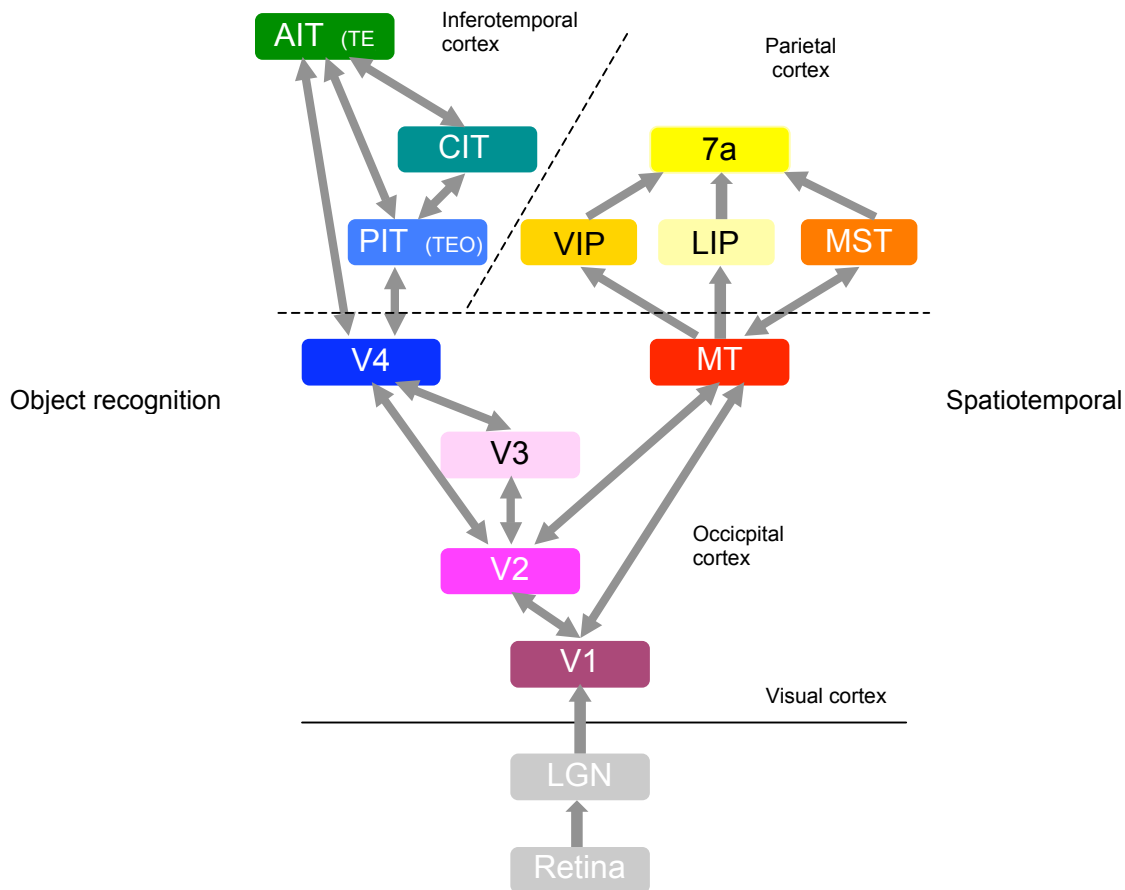 AIT (TE
Inferotemporal
cortex
Parietal
cortex
CIT
7a
PIT (TEO)
VIP
LIP
MST
V4
MT
Object recognition
Spatiotemporal
V3
Occicpital
cortex
V2
V1
Visual cortex
LGN
Retina